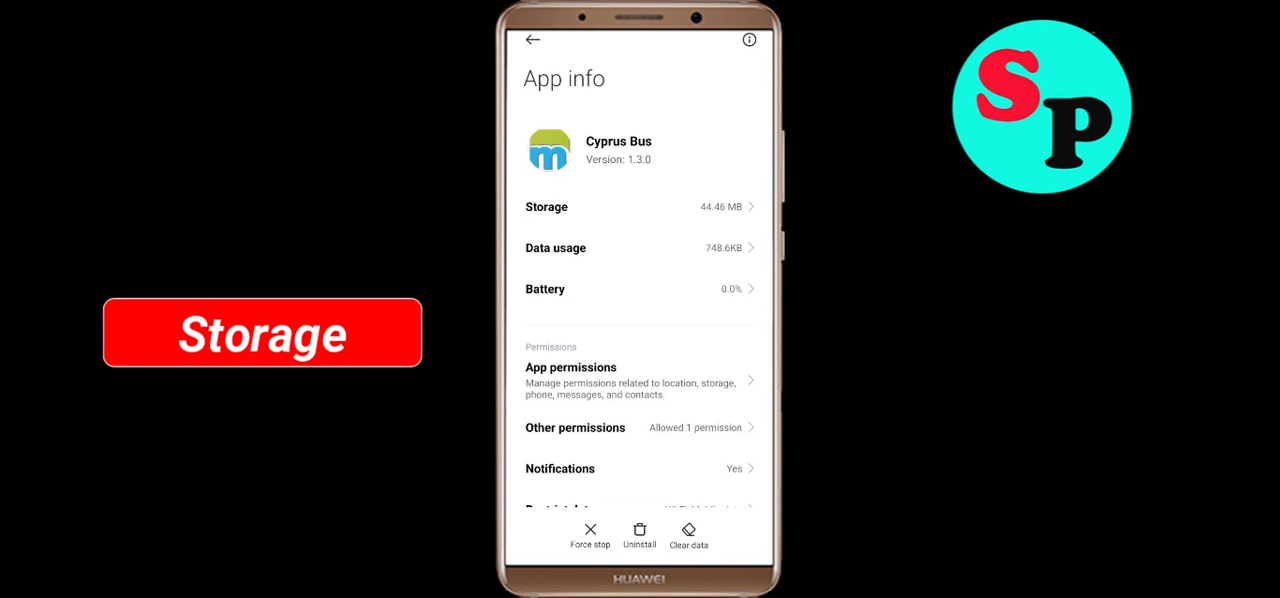 App info
Cyprus Bus
Version: 1.3.0
Storage 44.46 MB
Data usage 748.6KB
Battery 0.0%
Permissions
App permissions
Manage permissions related to location, storage,
phone, messages, and contacts.
Other permissions Allowed 1 permission
Notifications Yes
Force stop Uninstall Clear data
HUAWEI
Storage
SP